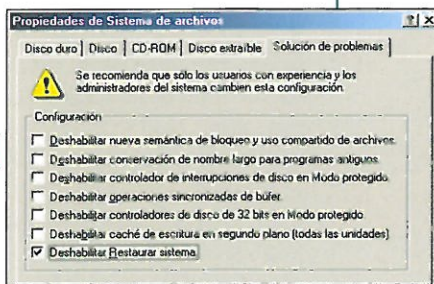 Propiedades de Sistema de archivos
Disco duro Disco CD-ROM Disco extraíble Solución de problemas
Se recomienda que sólo los usuarios con experiencia y los
administradores del sistema cambien esta configuración.
Configuración
Deshabilitar nueva semántica de bloqueo y uso compartido de archivos.
Deshabilitar conservación de nombre largo para programas antiguos.
Deshabilitar controlador de interrupciones de disco en Modo protegido.
Deshabilitar operaciones sincronizadas de búfer.
Deshabilitar controladores de disco de 32 bits en Modo protegido.
Deshabilitar caché de escritura en segundo plano (todas las unidades).
Deshabilitar Restaurar sistema.